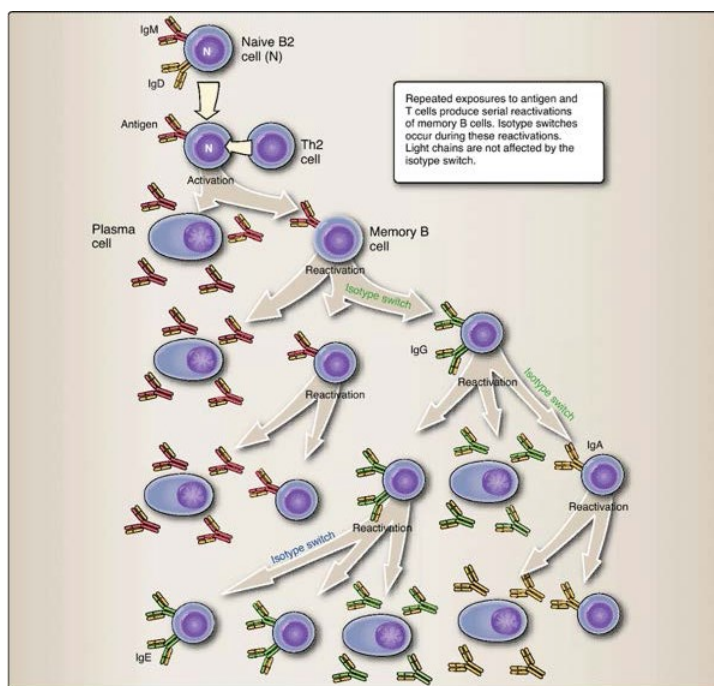 IgM
Naive B2
cell (N)
N
IgD
Repeated exposures to antigen and
T cells produce serial reactivations
of memory B cells. Isotype switches
occur during these reactivations.
Light chains are not affected by the
isotype switch.
Antigen
N
Th2
cell
Activation
Plasma
cell
Memory B
cell
Reactivation
Isotype switch
IgG
Reactivation
Isotype switch
Reactivation
IgA
Reactivation
Reactivation
Isotype switch
IgE